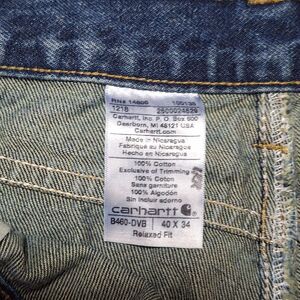 RN# 14806 100135
1218 2500024629
Carhartt, Inc. P. O. Box 600
Dearborn, MI 48121 USA
Carhartt.com
Made in Nicaragua
Fabriqué au Nicaragua
Hecho en Nicaragua
100% Cotton
Exclusive of Trimming
100% Coton
Sans garniture
100% Algodón
Sin incluir adorno
carhartt
B460-DVB 40 X 34
Relaxed Fit